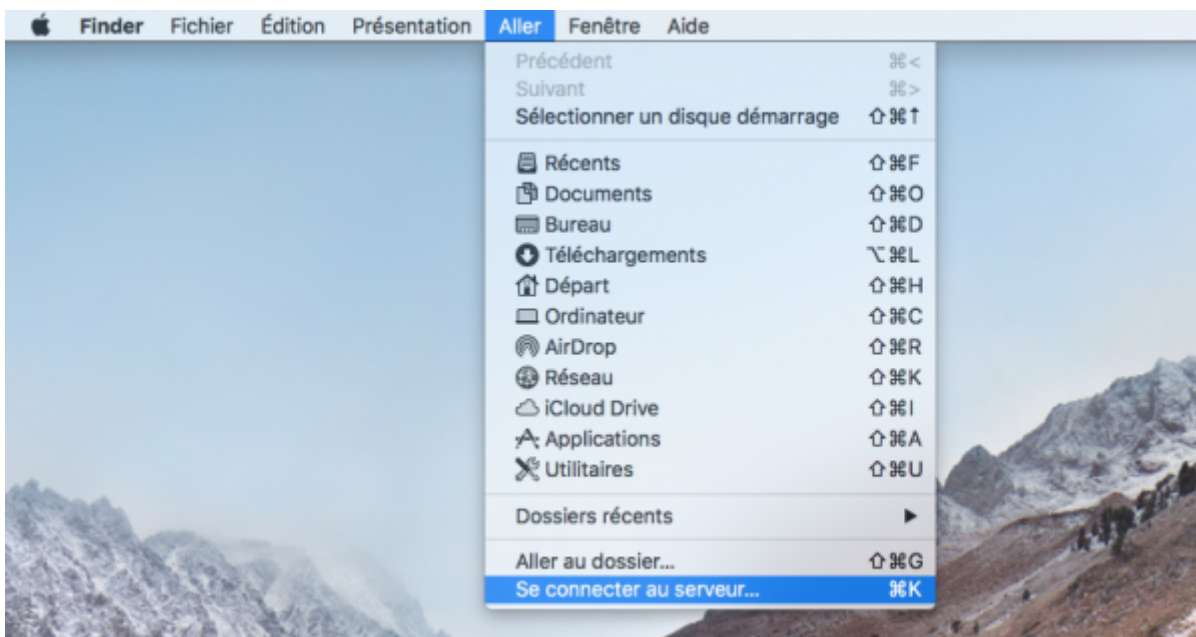 Finder Fichier Édition Présentation Aller Fenêtre Aide
Précédent ⌘<
Suivant ⌘>
Sélectionner un disque démarrage ⇧⌘↑
Récents ⇧⌘F
Documents ⇧⌘O
Bureau ⇧⌘D
Téléchargements ⌥⌘L
Départ ⇧⌘H
Ordinateur ⇧⌘C
AirDrop ⇧⌘R
Réseau ⇧⌘K
iCloud Drive ⇧⌘I
Applications ⇧⌘A
Utilitaires ⇧⌘U
Dossiers récents ▶
Aller au dossier... ⇧⌘G
Se connecter au serveur... ⌘K